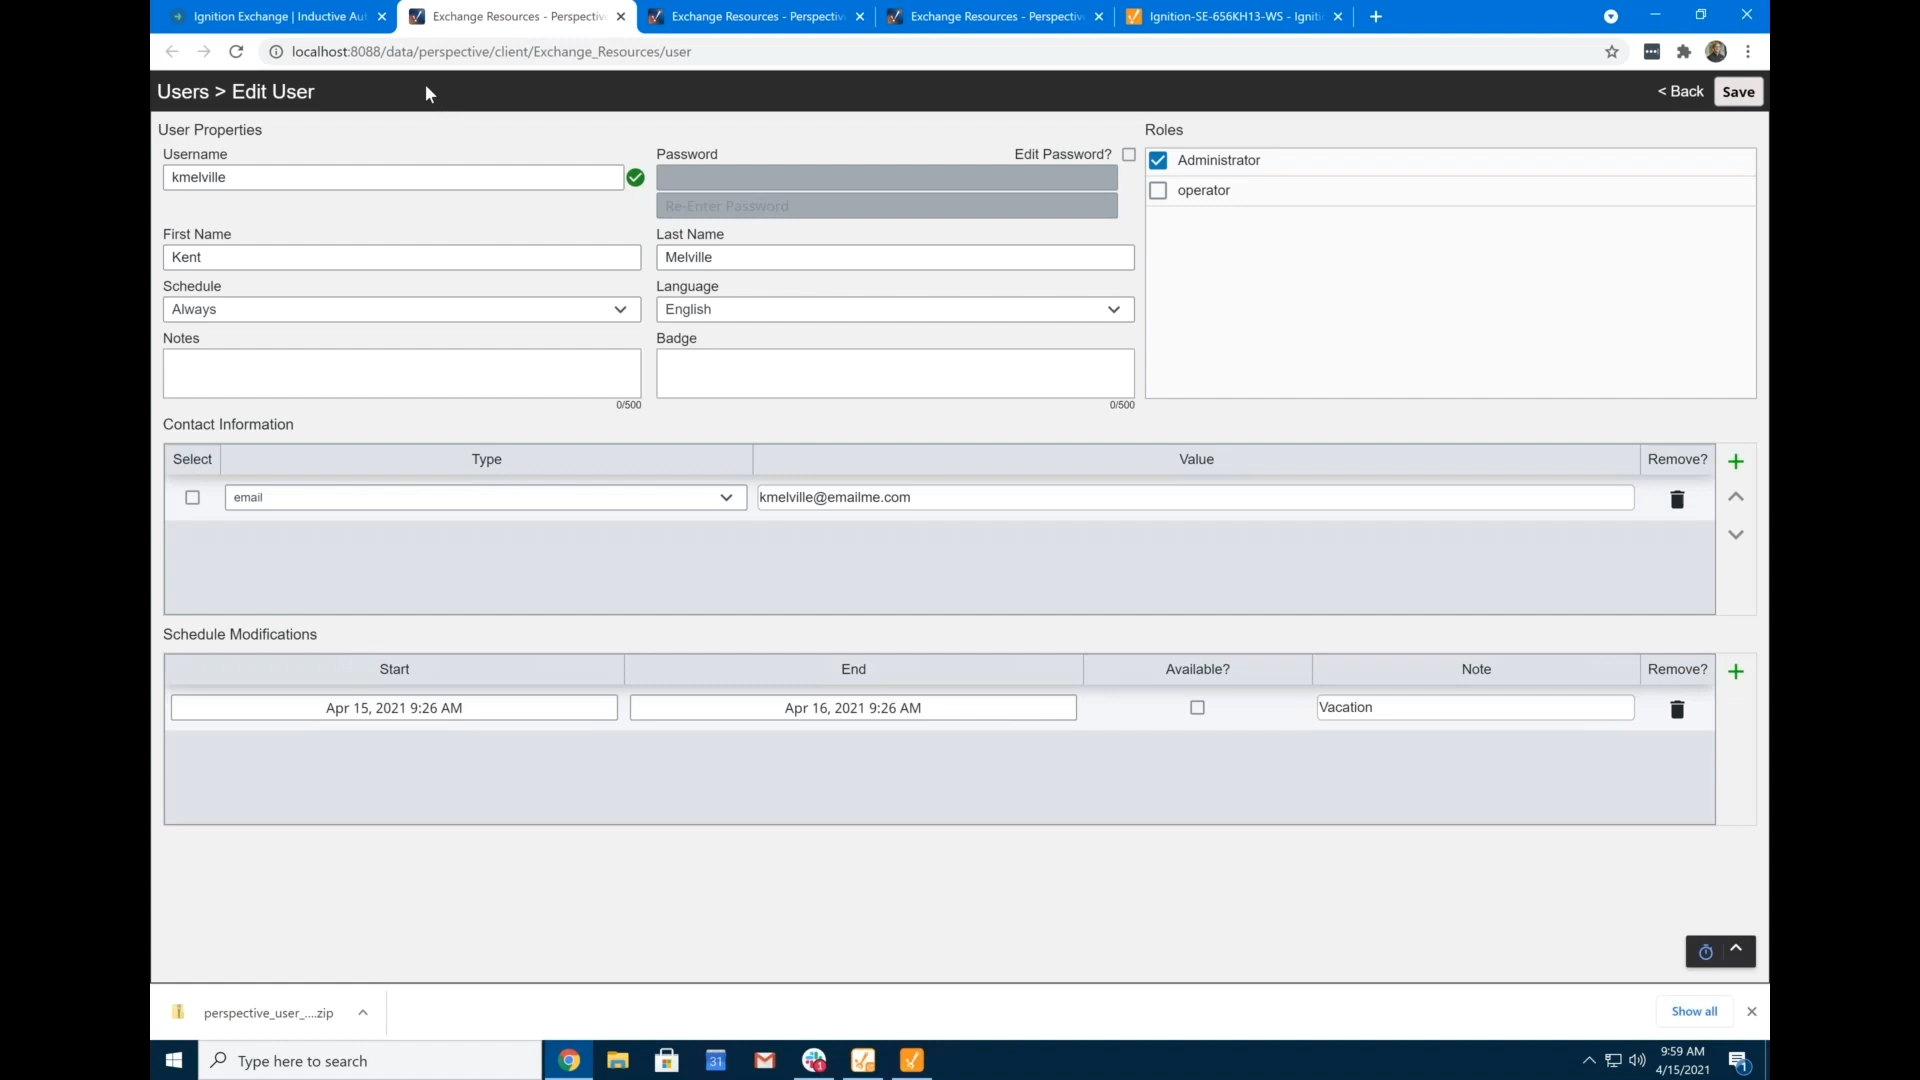 Ignition Exchange | Inductive Aut
Exchange Resources - Perspectiv
Exchange Resources - Perspectiv
Exchange Resources - Perspectiv
Ignition-SE-656KH13-WS - Igniti
localhost:8088/data/perspective/client/Exchange_Resources/user
Users > Edit User
< Back
Save
User Properties
Roles
Username
Password
Edit Password?
Administrator
kmelville
operator
Re-Enter Password
First Name
Last Name
Kent
Melville
Schedule
Language
Always
English
Notes
Badge
0/500
0/500
Contact Information
Select
Type
Value
Remove?
email
kmelville@emailme.com
Schedule Modifications
Start
End
Available?
Note
Remove?
Apr 15, 2021 9:26 AM
Apr 16, 2021 9:26 AM
Vacation
perspective_user_....zip
Show all
Type here to search
31
1
9:59 AM
4/15/2021
1